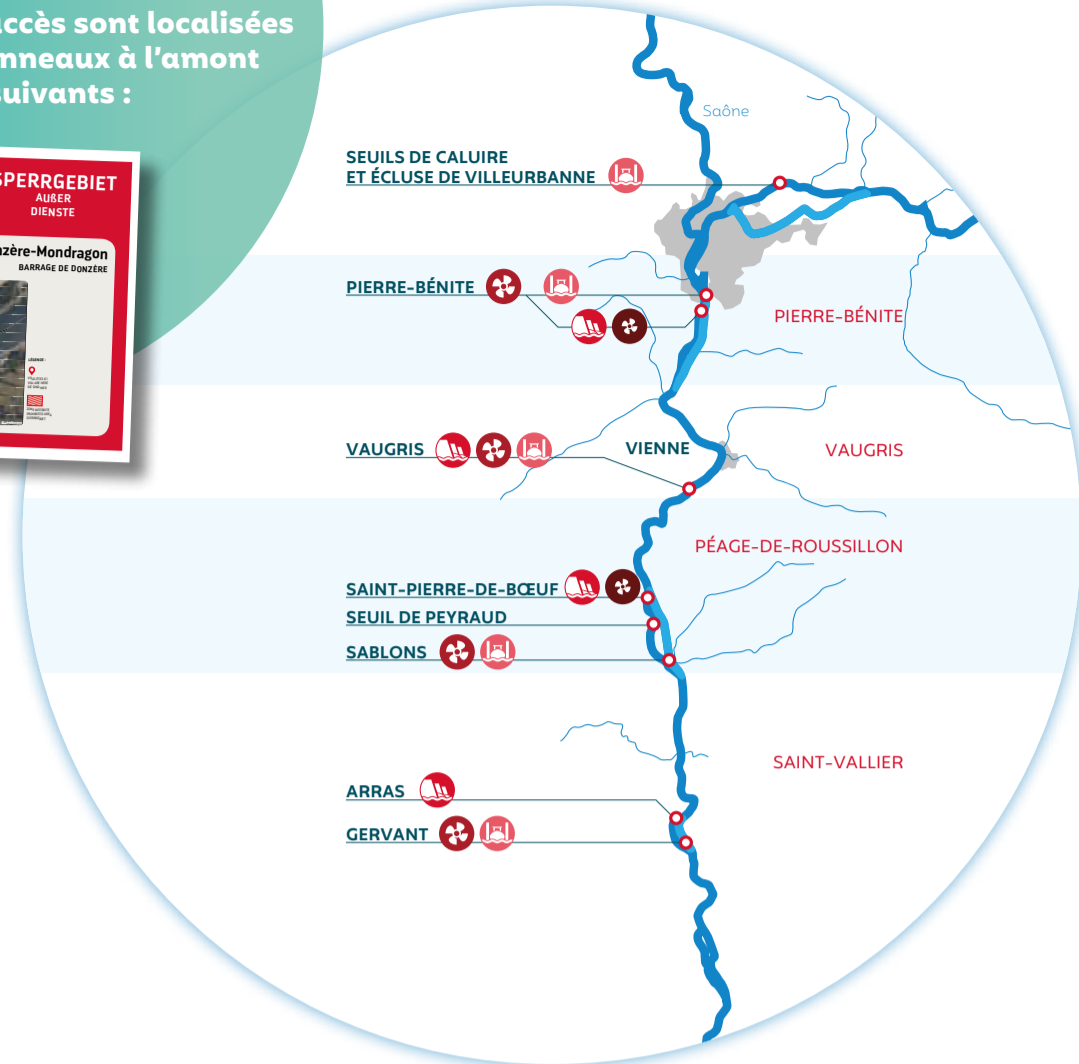 accès sont localisées
nneaux à l'amont
suivants :
SPERRGEBIET
AUßER
DIENSTE
nzère-Mondragon
BARRAGE DE DONZÈRE
LÉGENDE :
Saône
SEUILS DE CALUIRE
ET ÉCLUSE DE VILLEURBANNE
PIERRE-BÉNITE
PIERRE-BÉNITE
VAUGRIS
VIENNE
VAUGRIS
PÉAGE-DE-ROUSSILLON
SAINT-PIERRE-DE-BŒUF
SEUIL DE PEYRAUD
SABLONS
SAINT-VALLIER
ARRAS
GERVANT